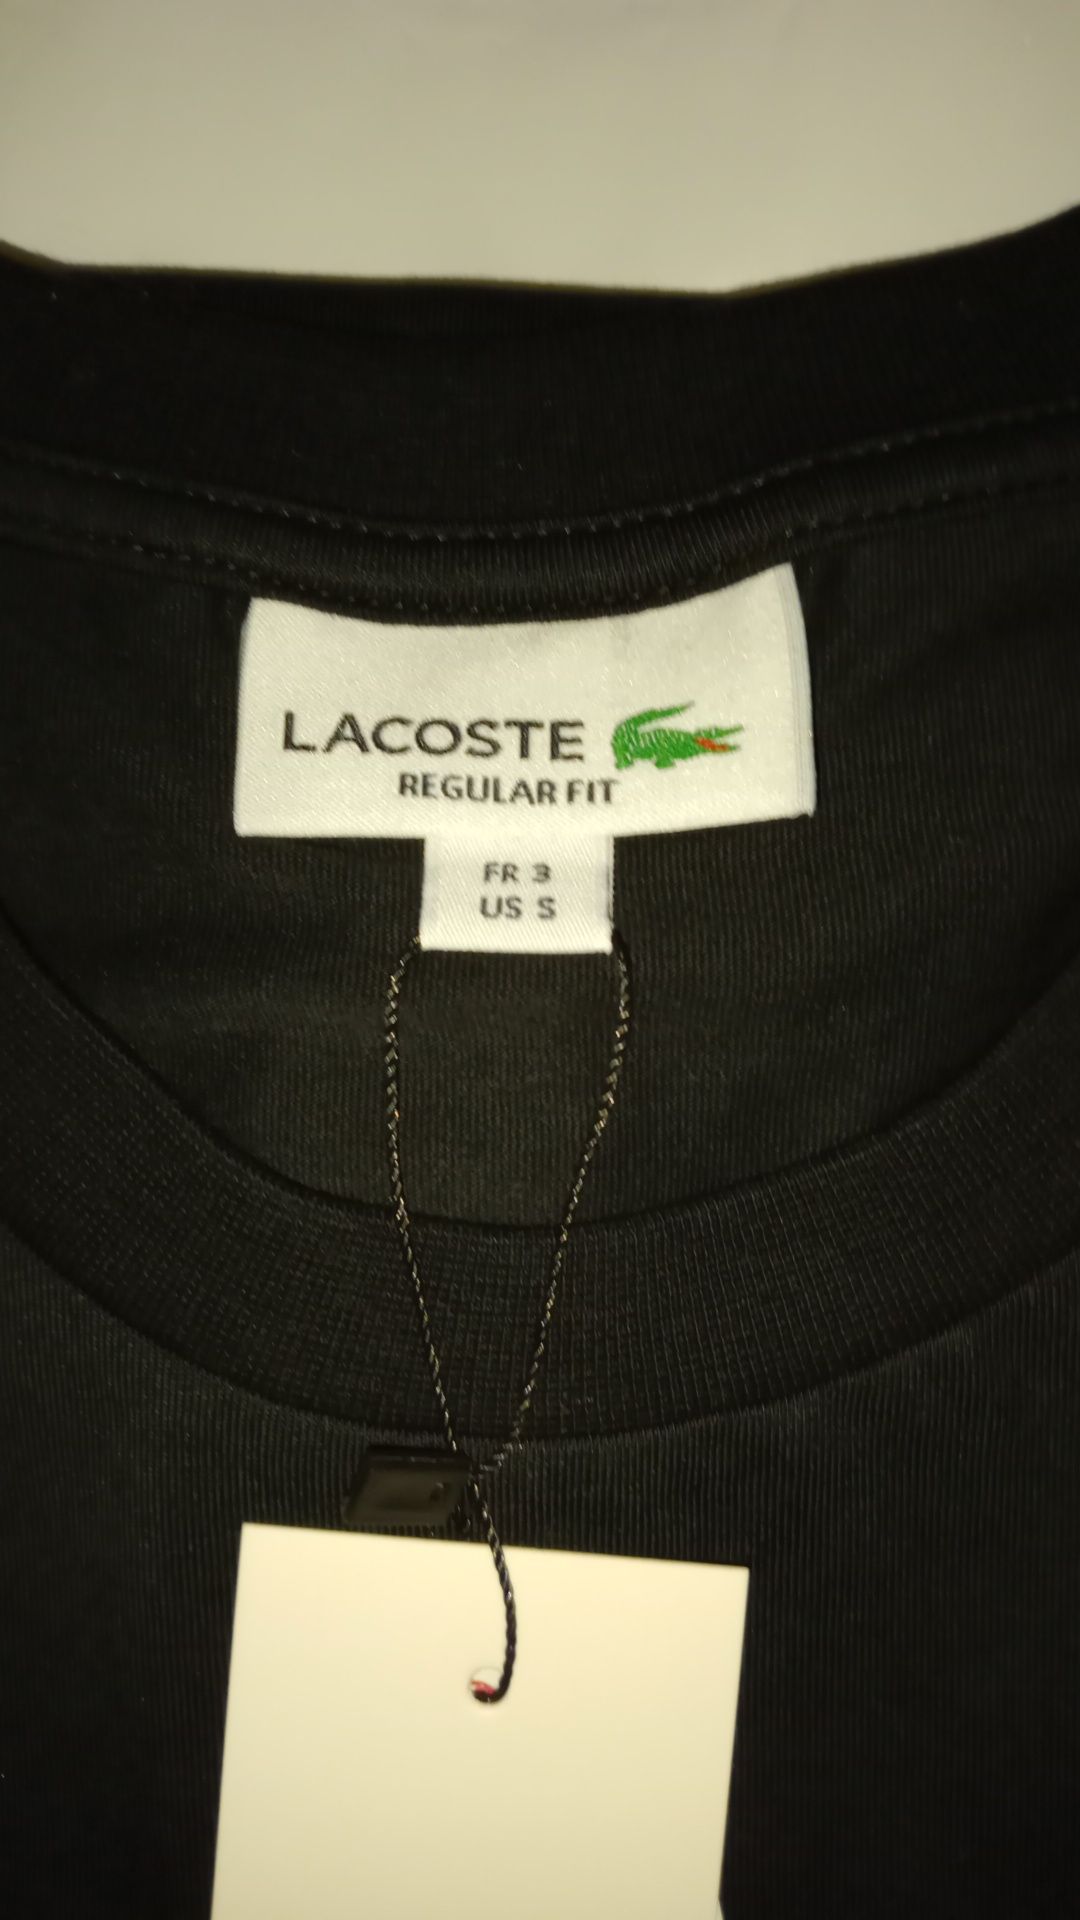 LACOSTE
REGULAR FIT
FR 3
US S